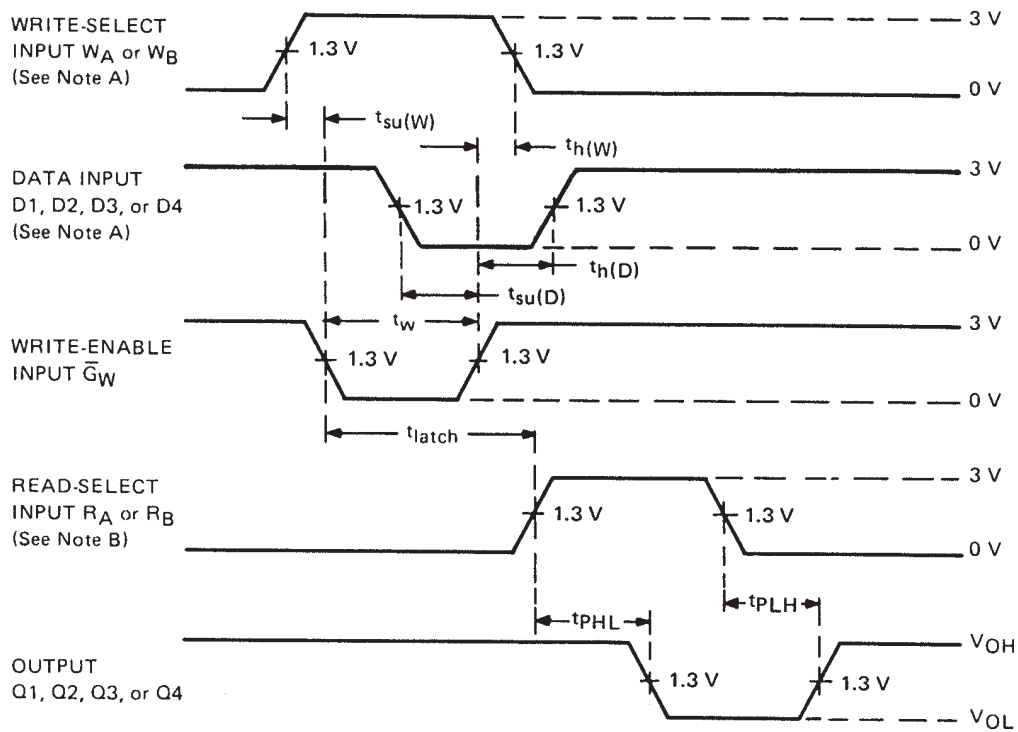 WRITE-SELECT
INPUT WA or WB
(See Note A)
1.3 V
1.3 V
3 V
0 V
tsu(W)
th(W)
DATA INPUT
D1, D2, D3, or D4
(See Note A)
1.3 V
1.3 V
3 V
0 V
th(D)
tsu(D)
WRITE-ENABLE
INPUT G̅W
tw
1.3 V
1.3 V
3 V
0 V
tlatch
READ-SELECT
INPUT RA or RB
(See Note B)
1.3 V
1.3 V
3 V
0 V
tPHL
tPLH
OUTPUT
Q1, Q2, Q3, or Q4
1.3 V
1.3 V
VOH
VOL